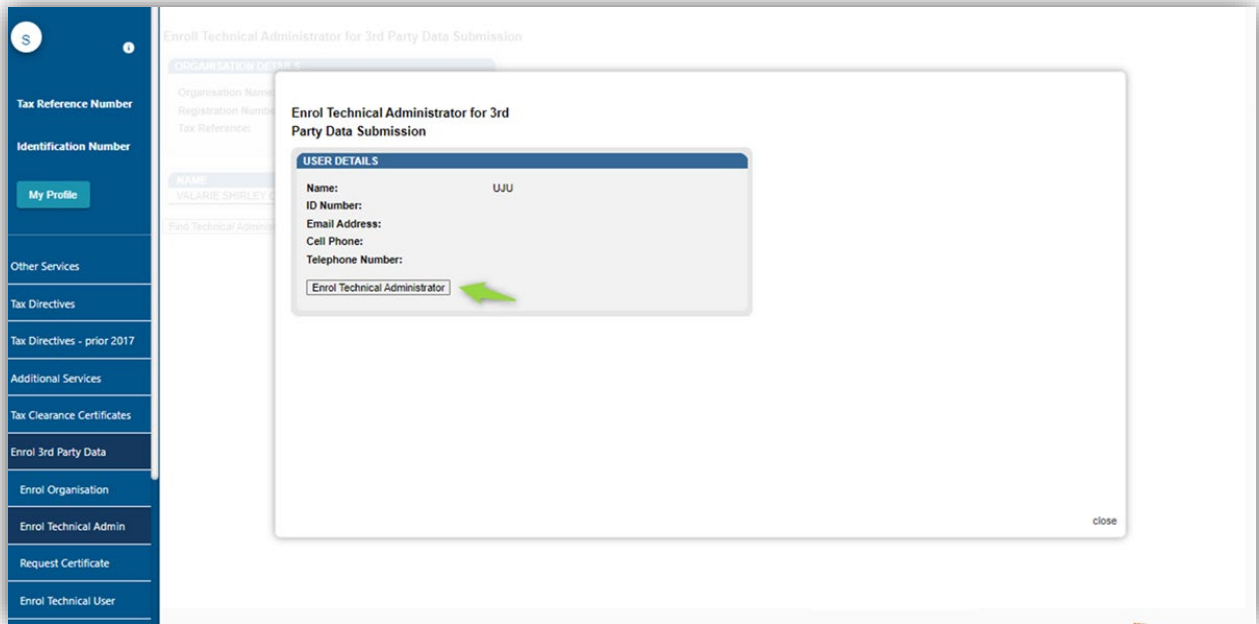 S
Tax Reference Number
Identification Number
My Profile
Other Services
Tax Directives
Tax Directives - prior 2017
Additional Services
Tax Clearance Certificates
Enrol 3rd Party Data
Enrol Organisation
Enrol Technical Admin
Request Certificate
Enrol Technical User
Enroll Technical Administrator for 3rd Party Data Submission
ORGANISATION DETAILS
Organisation Name:
Registration Numbe
Tax Reference:
NAME
VALARIE SHIRLEY
Find Technical Adminis
Enrol Technical Administrator for 3rd
Party Data Submission
USER DETAILS
Name: UJU
ID Number:
Email Address:
Cell Phone:
Telephone Number:
Enrol Technical Administrator
close